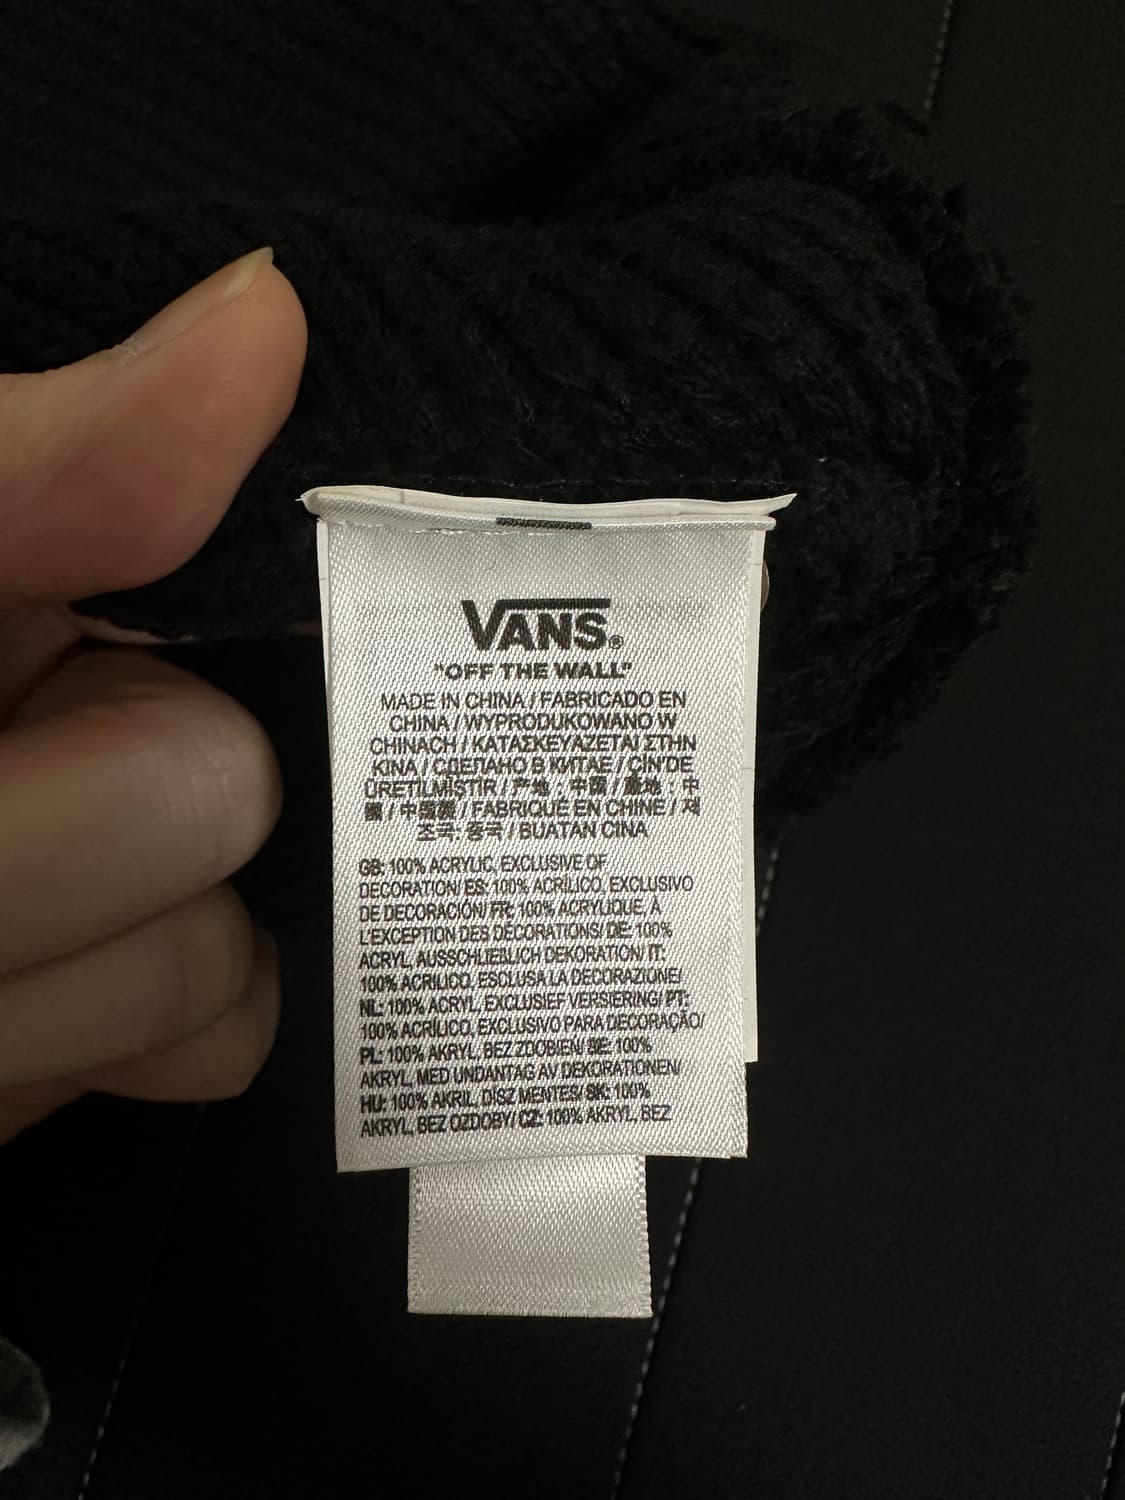 VANS®
"OFF THE WALL"
MADE IN CHINA / FABRICADO EN
CHINA / WYPRODUKOWANO W
CHINACH / ΚΑΤΑΣΚΕΥΑΖΕΤΑΙ ΣΤΗΝ
ΚΙΝΑ / СДЕЛАНО В КИТАЕ / ÇİN'DE
ÜRETİLMİŞTİR / 产地 : 中国 / 產地 : 中
國 / 中国製 / FABRIQUÉ EN CHINE / 제
조국: 중국 / BUATAN CINA
GB: 100% ACRYLIC, EXCLUSIVE OF
DECORATION/ ES: 100% ACRÍLICO, EXCLUSIVO
DE DECORACIÓN/ FR: 100% ACRYLIQUE, À
L'EXCEPTION DES DÉCORATIONS/ DE: 100%
ACRYL, AUSSCHLIEßLICH DEKORATION/ IT:
100% ACRILICO, ESCLUSA LA DECORAZIONE/
NL: 100% ACRYL, EXCLUSIEF VERSIERING/ PT:
100% ACRÍLICO, EXCLUSIVO PARA DECORAÇÃO/
PL: 100% AKRYL, BEZ ZDOBIEŃ/ SE: 100%
AKRYL, MED UNDANTAG AV DEKORATIONEN/
HU: 100% AKRIL, DÍSZ MENTES/ SK: 100%
AKRYL, BEZ OZDOBY/ CZ: 100% AKRYL, BEZ